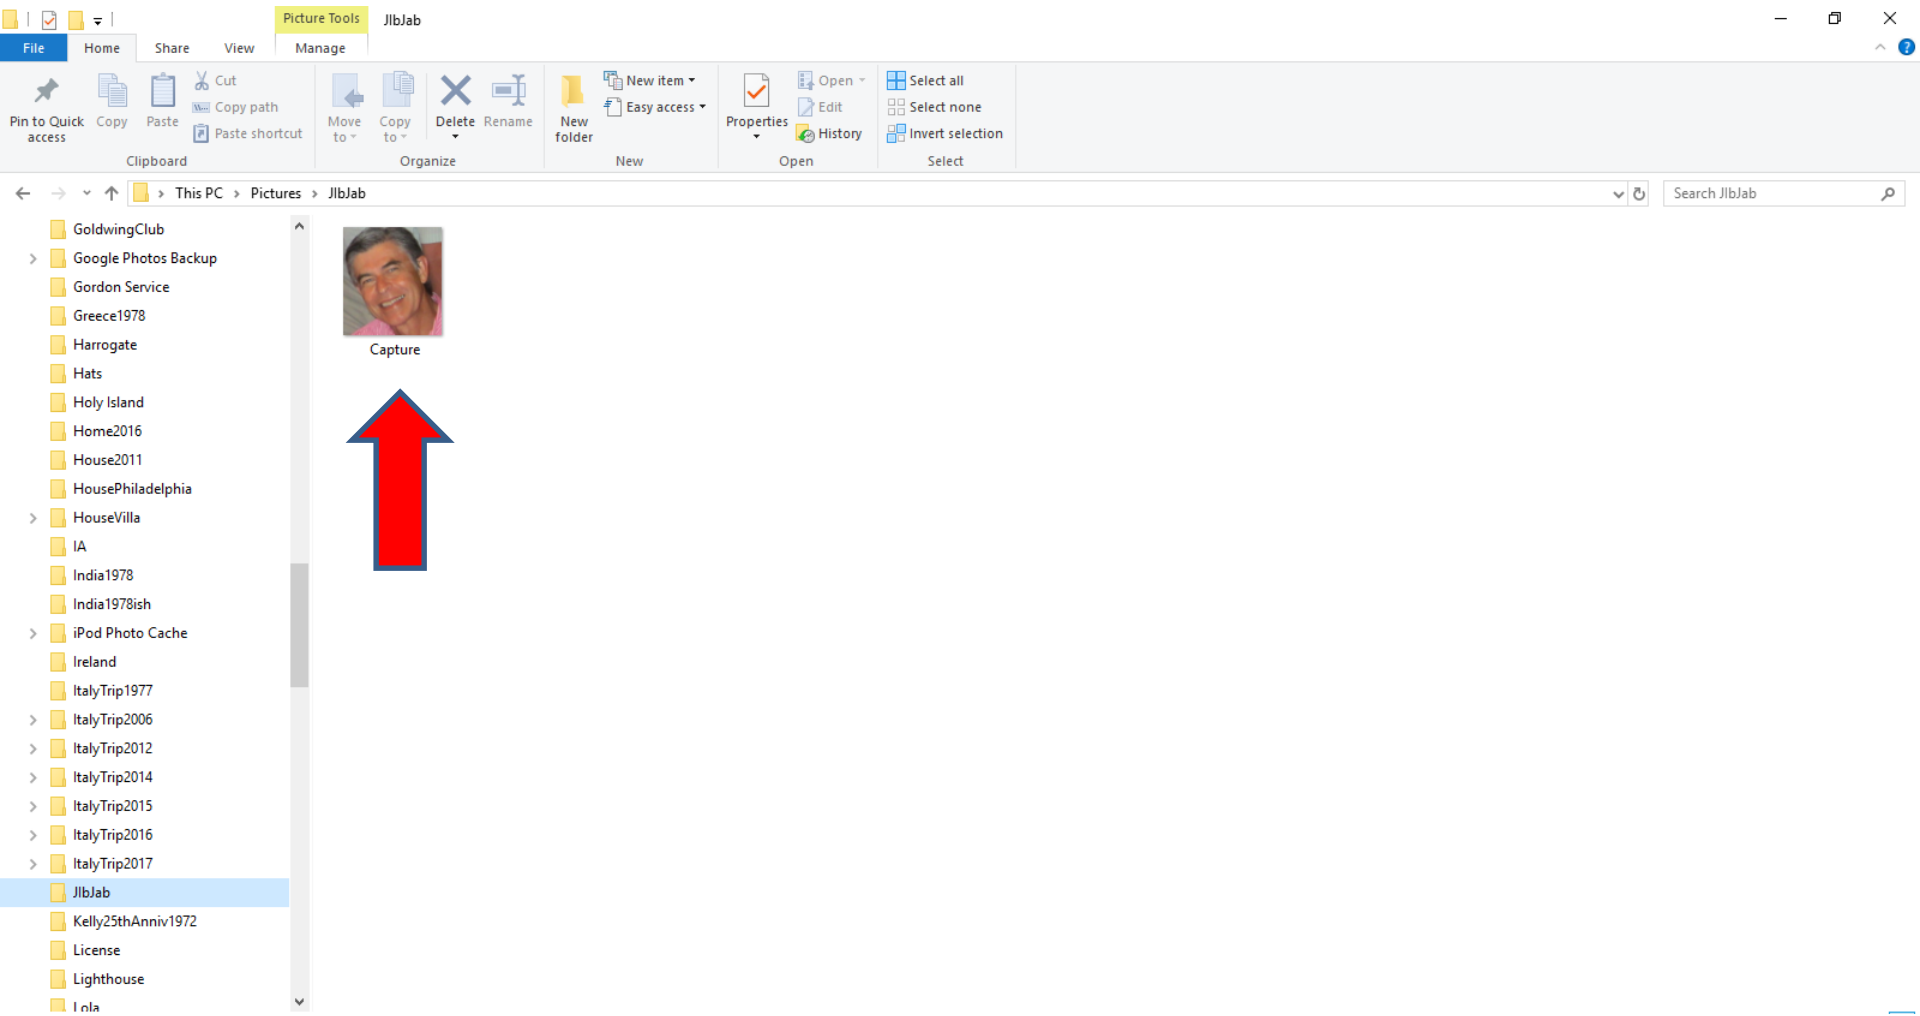 Picture Tools JlbJab
File Home Share View Manage
Pin to Quick access
Copy
Paste
Cut
Copy path
Paste shortcut
Clipboard
Move to
Copy to
Delete
Rename
Organize
New folder
New item
Easy access
New
Properties
Open
Edit
History
Open
Select all
Select none
Invert selection
Select
This PC > Pictures > JlbJab
Search JlbJab
GoldwingClub
Google Photos Backup
Gordon Service
Greece1978
Harrogate
Hats
Holy Island
Home2016
House2011
HousePhiladelphia
HouseVilla
IA
India1978
India1978ish
iPod Photo Cache
Ireland
ItalyTrip1977
ItalyTrip2006
ItalyTrip2012
ItalyTrip2014
ItalyTrip2015
ItalyTrip2016
ItalyTrip2017
JlbJab
Kelly25thAnniv1972
License
Lighthouse
Lola
Capture